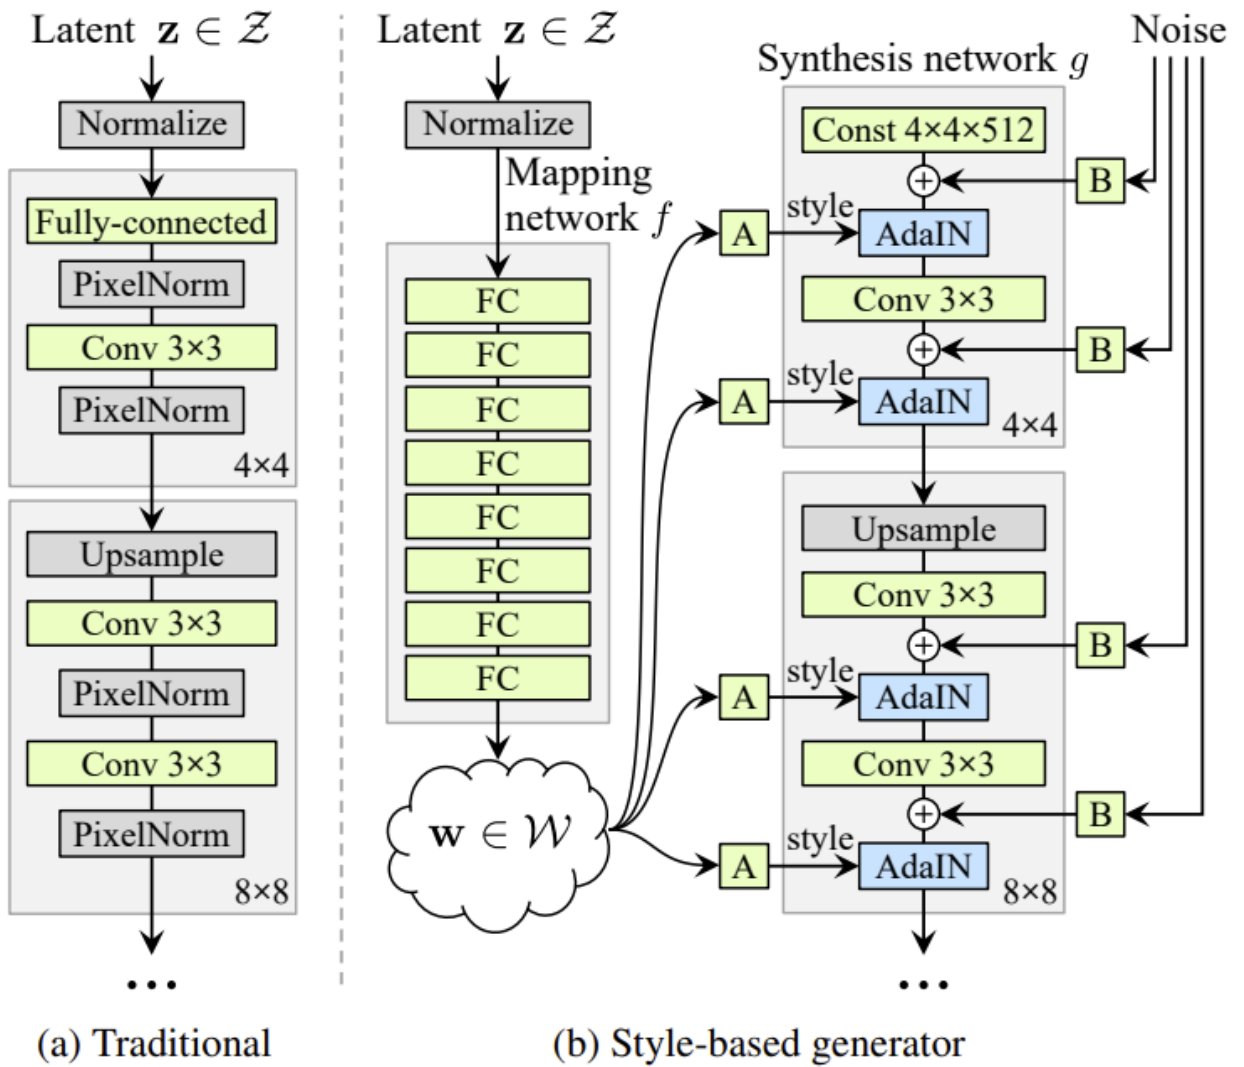 Latent z ∈ 𝒵
Normalize
Fully-connected
PixelNorm
Conv 3×3
PixelNorm
4×4
Upsample
Conv 3×3
PixelNorm
Conv 3×3
PixelNorm
8×8
...
(a) Traditional
Latent z ∈ 𝒵
Normalize
Mapping
network f
FC
FC
FC
FC
FC
FC
FC
FC
w ∈ 𝒲
A
style
A
style
A
style
A
style
Synthesis network g
Const 4×4×512
+
AdaIN
Conv 3×3
+
AdaIN
4×4
Upsample
Conv 3×3
+
AdaIN
Conv 3×3
+
AdaIN
8×8
...
Noise
B
B
B
B
(b) Style-based generator